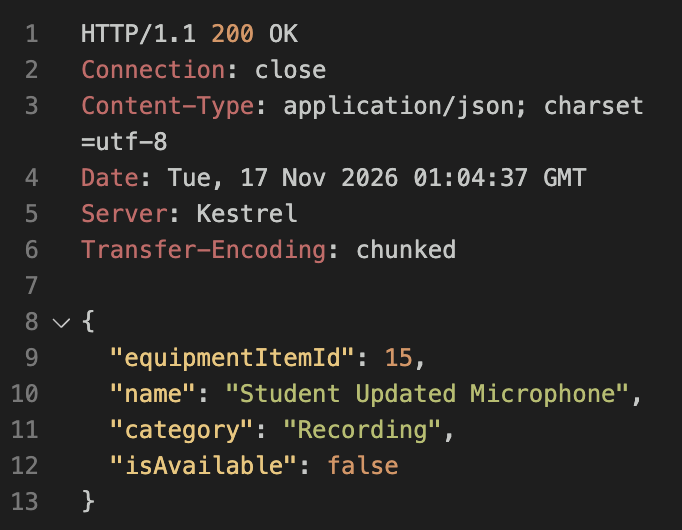 1 HTTP/1.1 200 OK
2 Connection: close
3 Content-Type: application/json; charset
=utf-8
4 Date: Tue, 17 Nov 2026 01:04:37 GMT
5 Server: Kestrel
6 Transfer-Encoding: chunked
7
8 {
9 "equipmentItemId": 15,
10 "name": "Student Updated Microphone",
11 "category": "Recording",
12 "isAvailable": false
13 }